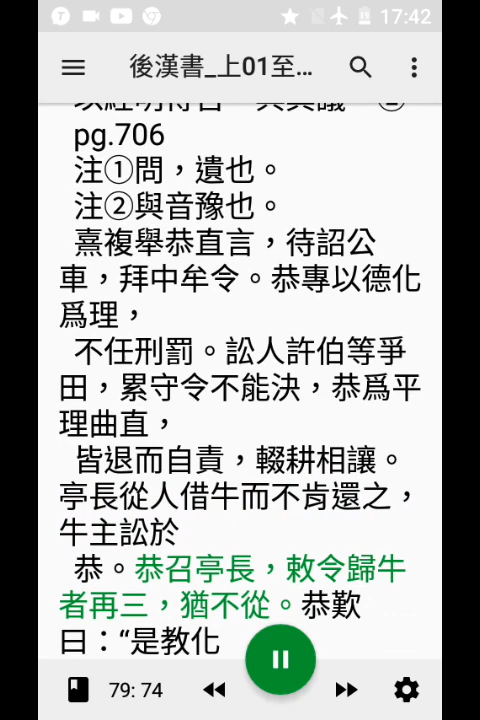 17:42
後漢書_上01至...
pg.706
注①問，遺也。
注②與音豫也。
熹複舉恭直言，待詔公
車，拜中牟令。恭專以德化
爲理，
不任刑罰。訟人許伯等爭
田，累守令不能決，恭爲平
理曲直，
皆退而自責，輟耕相讓。
亭長從人借牛而不肯還之，
牛主訟於
恭。恭召亭長，敕令歸牛
者再三，猶不從。恭歎
曰：“是教化
79: 74